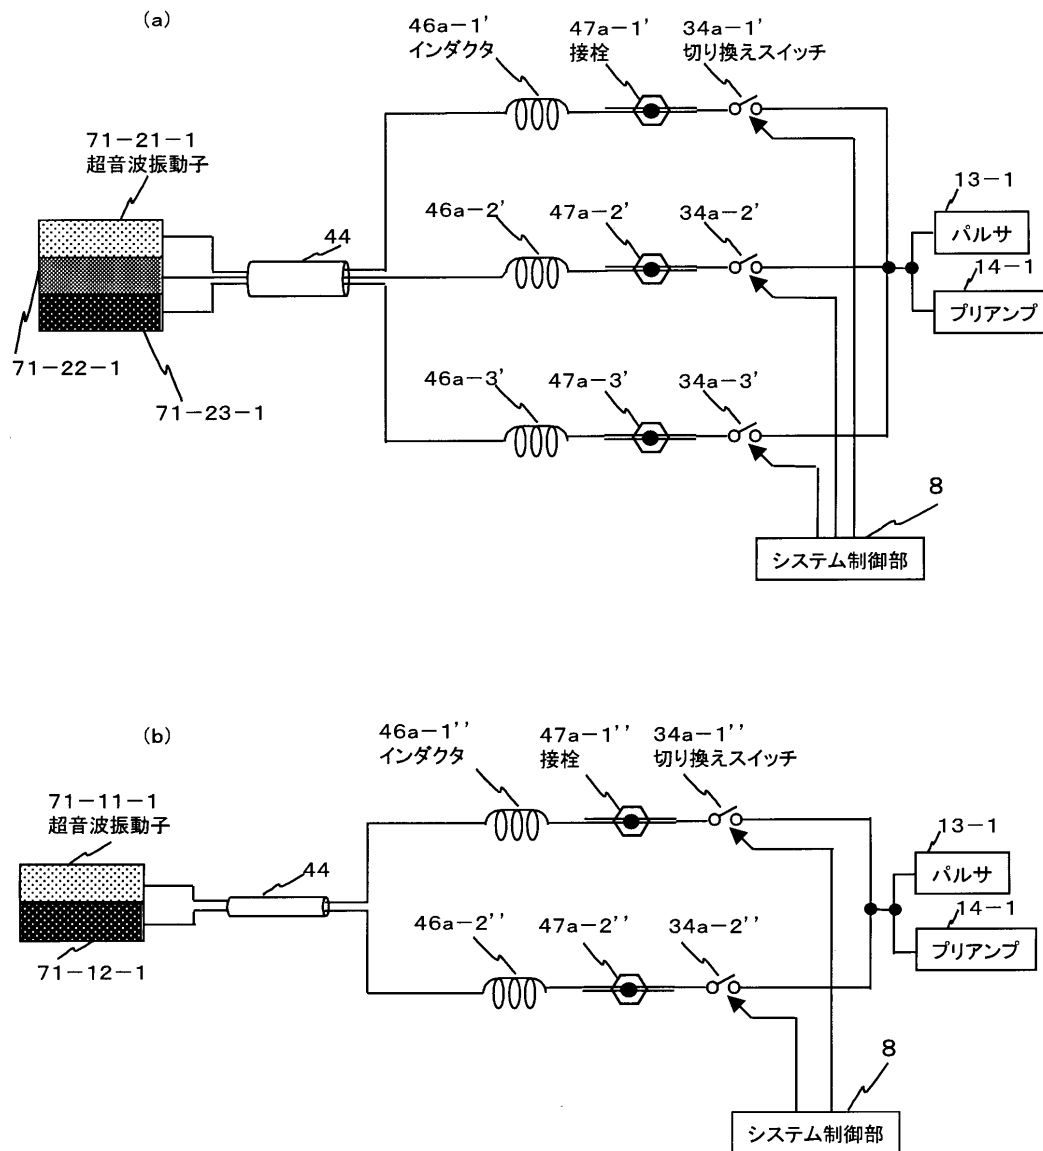 (a)
46a-1'
インダクタ
47a-1'
接栓
34a-1'
切り換えスイッチ
71-21-1
超音波振動子
13-1
パルサ
46a-2'
47a-2'
34a-2'
44
14-1
プリアンプ
71-22-1
46a-3'
47a-3'
34a-3'
71-23-1
8
システム制御部
(b)
46a-1''
インダクタ
47a-1''
接栓
34a-1''
切り換えスイッチ
71-11-1
超音波振動子
13-1
パルサ
44
46a-2''
47a-2''
34a-2''
14-1
プリアンプ
71-12-1
8
システム制御部